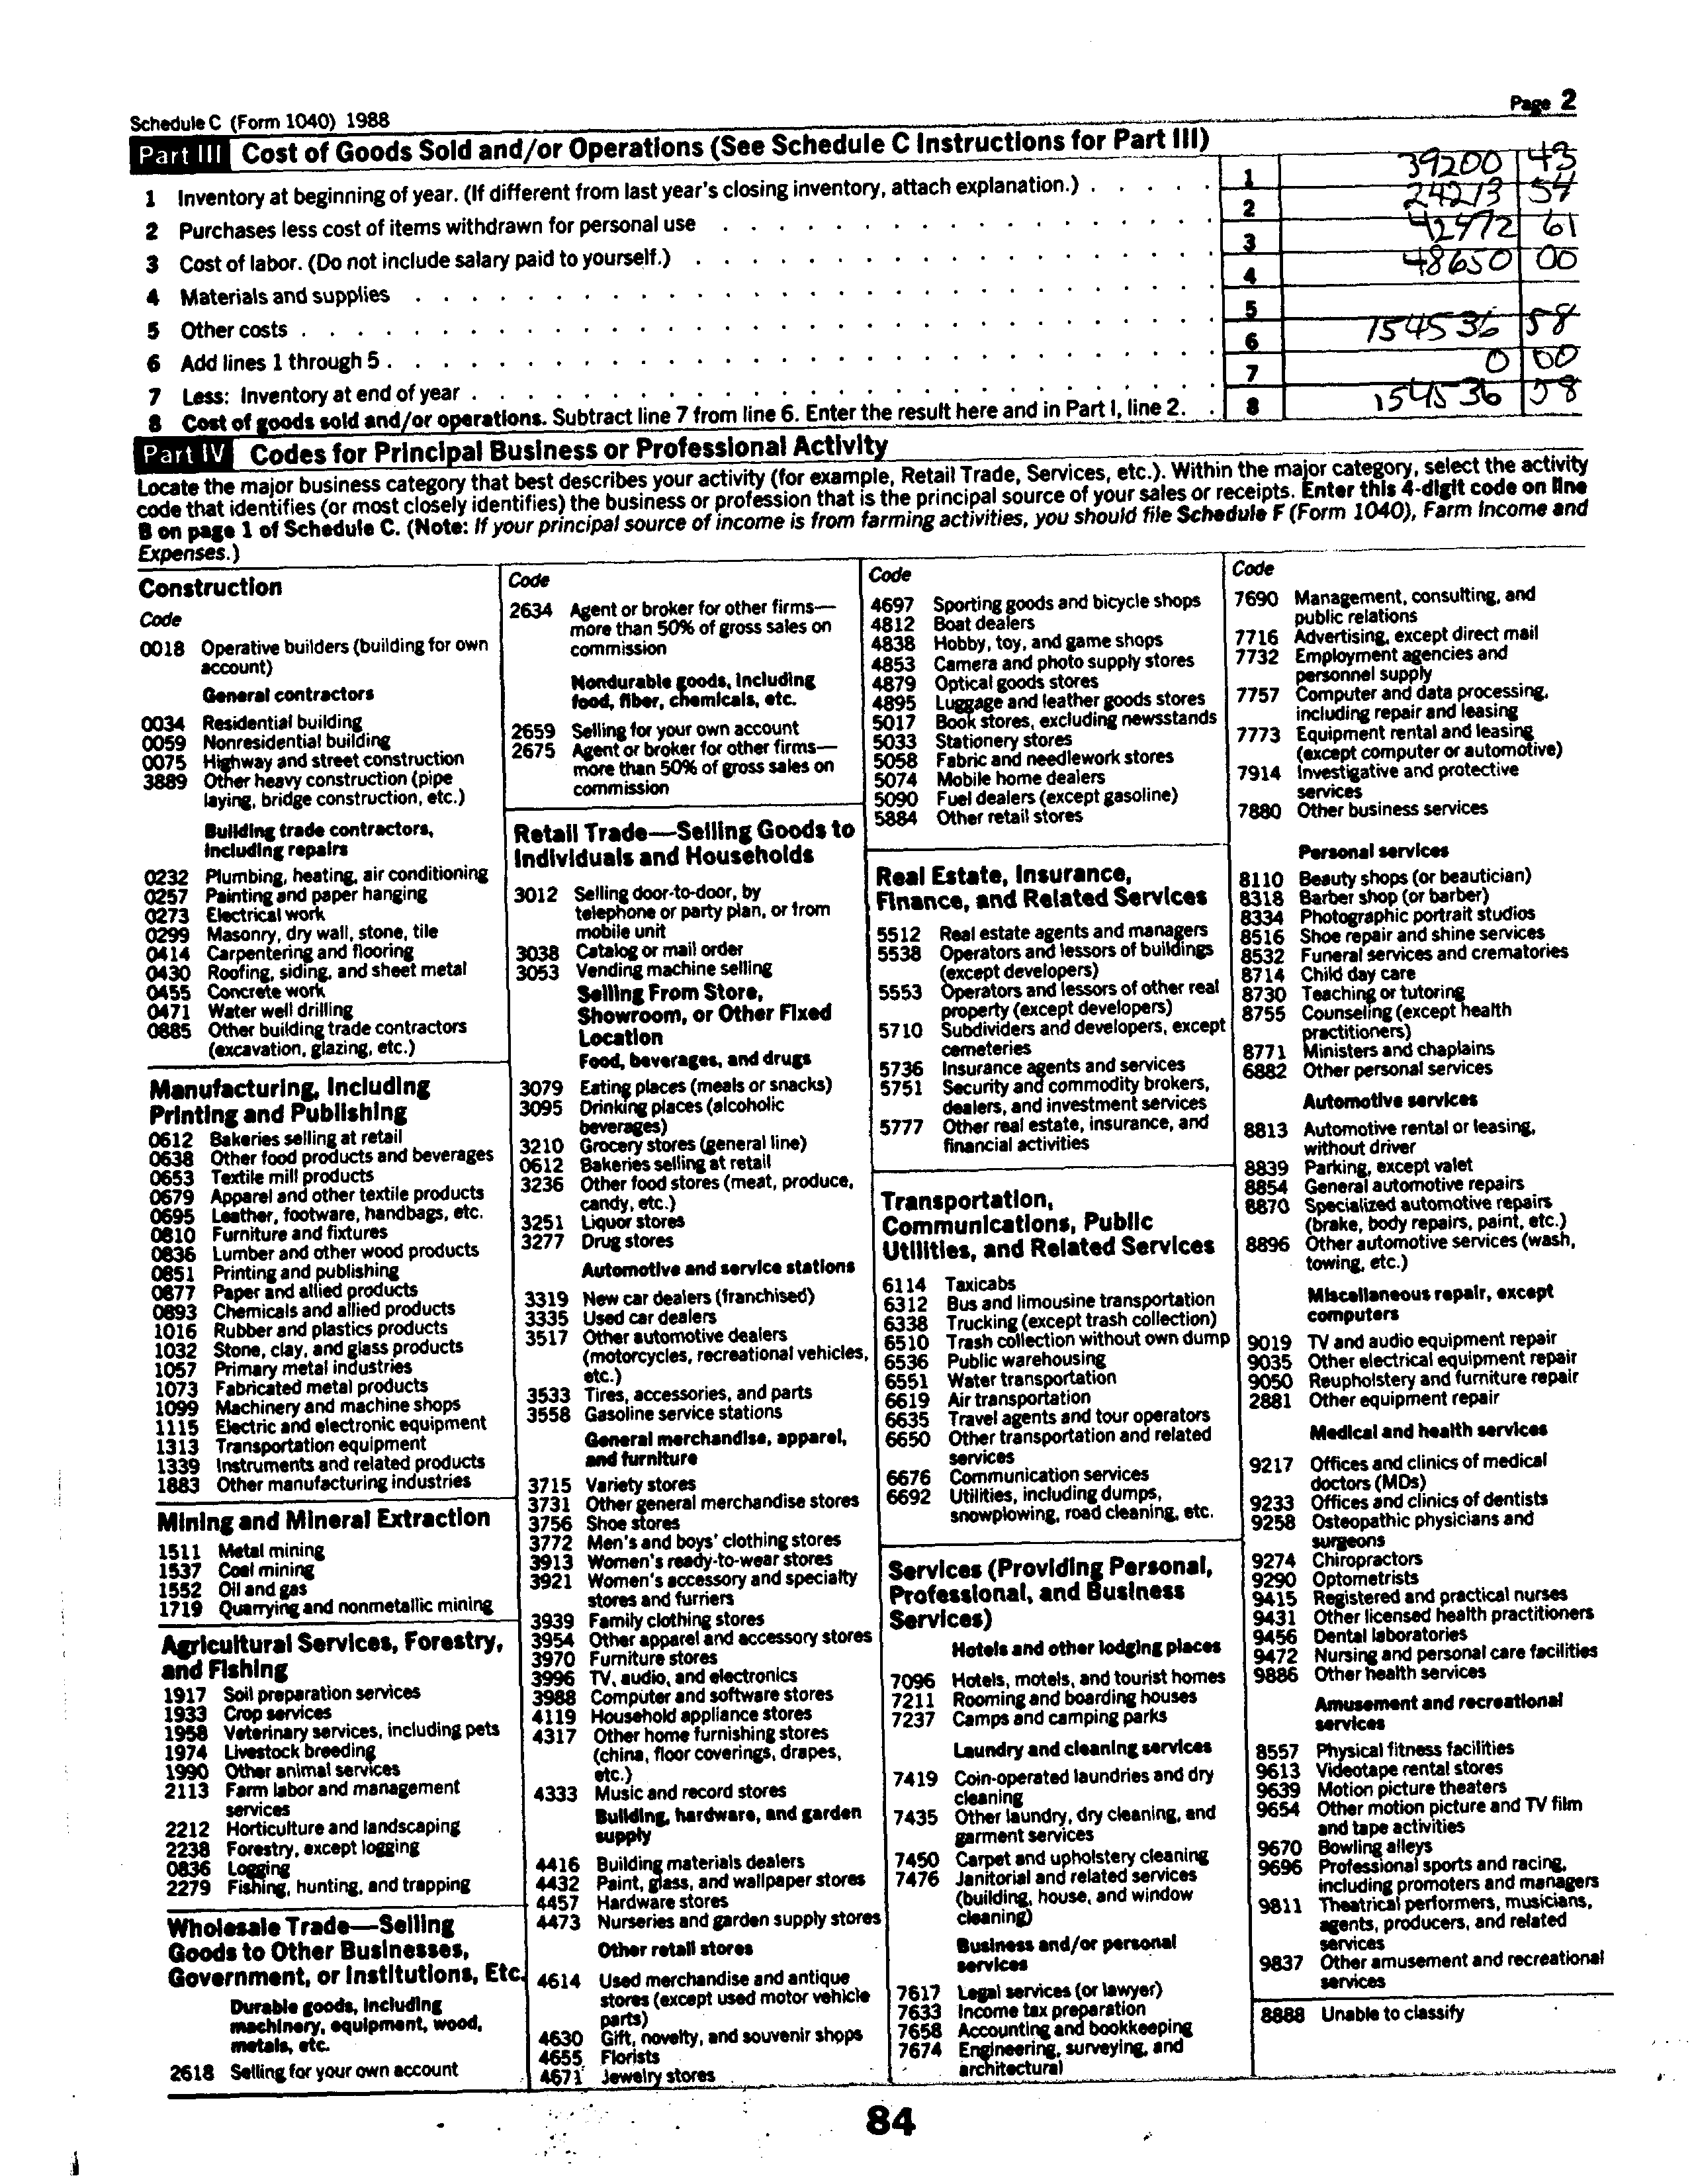 Page 2
Schedule C (Form 1040) 1988
Part III Cost of Goods Sold and/or Operations (See Schedule C Instructions for Part III)
1 Inventory at beginning of year. (If different from last year's closing inventory, attach explanation.) . . . . . 1 39200 43
2 Purchases less cost of items withdrawn for personal use 2 24213 54
3 Cost of labor. (Do not include salary paid to yourself.) 3 42472 61
4 Materials and supplies 4 48650 00
5 Other costs 5
6 Add lines 1 through 5 6 154536 58
7 Less: Inventory at end of year 7 0 00
8 Cost of goods sold and/or operations. Subtract line 7 from line 6. Enter the result here and in Part I, line 2. . 8 154536 58
Part IV Codes for Principal Business or Professional Activity
Locate the major business category that best describes your activity (for example, Retail Trade, Services, etc.). Within the major category, select the activity
code that identifies (or most closely identifies) the business or profession that is the principal source of your sales or receipts. Enter this 4-digit code on line
B on page 1 of Schedule C. (Note: If your principal source of income is from farming activities, you should file Schedule F (Form 1040), Farm Income and
Expenses.)
Construction
Code
0018 Operative builders (building for own
account)
General contractors
0034 Residential building
0059 Nonresidential building
0075 Highway and street construction
3889 Other heavy construction (pipe
laying, bridge construction, etc.)
Building trade contractors,
including repairs
0232 Plumbing, heating, air conditioning
0257 Painting and paper hanging
0273 Electrical work
0299 Masonry, dry wall, stone, tile
0414 Carpentering and flooring
0430 Roofing, siding, and sheet metal
0455 Concrete work
0471 Water well drilling
0885 Other building trade contractors
(excavation, glazing, etc.)
Manufacturing, Including
Printing and Publishing
0612 Bakeries selling at retail
0638 Other food products and beverages
0653 Textile mill products
0679 Apparel and other textile products
0695 Leather, footware, handbags, etc.
0810 Furniture and fixtures
0836 Lumber and other wood products
0851 Printing and publishing
0877 Paper and allied products
0893 Chemicals and allied products
1016 Rubber and plastics products
1032 Stone, clay, and glass products
1057 Primary metal industries
1073 Fabricated metal products
1099 Machinery and machine shops
1115 Electric and electronic equipment
1313 Transportation equipment
1339 Instruments and related products
1883 Other manufacturing industries
Mining and Mineral Extraction
1511 Metal mining
1537 Coal mining
1552 Oil and gas
1719 Quarrying and nonmetallic mining
Agricultural Services, Forestry,
and Fishing
1917 Soil preparation services
1933 Crop services
1958 Veterinary services, including pets
1974 Livestock breeding
1990 Other animal services
2113 Farm labor and management
services
2212 Horticulture and landscaping
2238 Forestry, except logging
0836 Logging
2279 Fishing, hunting, and trapping
Wholesale Trade—Selling
Goods to Other Businesses,
Government, or Institutions, Etc.
Durable goods, including
machinery, equipment, wood,
metals, etc.
2618 Selling for your own account
Code
2634 Agent or broker for other firms—
more than 50% of gross sales on
commission
Nondurable goods, including
food, fiber, chemicals, etc.
2659 Selling for your own account
2675 Agent or broker for other firms—
more than 50% of gross sales on
commission
Retail Trade—Selling Goods to
Individuals and Households
3012 Selling door-to-door, by
telephone or party plan, or from
mobile unit
3038 Catalog or mail order
3053 Vending machine selling
Selling From Store,
Showroom, or Other Fixed
Location
Food, beverages, and drugs
3079 Eating places (meals or snacks)
3095 Drinking places (alcoholic
beverages)
3210 Grocery stores (general line)
0612 Bakeries selling at retail
3236 Other food stores (meat, produce,
candy, etc.)
3251 Liquor stores
3277 Drug stores
Automotive and service stations
3319 New car dealers (franchised)
3335 Used car dealers
3517 Other automotive dealers
(motorcycles, recreational vehicles,
etc.)
3533 Tires, accessories, and parts
3558 Gasoline service stations
General merchandise, apparel,
and furniture
3715 Variety stores
3731 Other general merchandise stores
3756 Shoe stores
3772 Men's and boys' clothing stores
3913 Women's ready-to-wear stores
3921 Women's accessory and specialty
stores and furriers
3939 Family clothing stores
3954 Other apparel and accessory stores
3970 Furniture stores
3996 TV, audio, and electronics
3988 Computer and software stores
4119 Household appliance stores
4317 Other home furnishing stores
(china, floor coverings, drapes,
etc.)
4333 Music and record stores
Building, hardware, and garden
supply
4416 Building materials dealers
4432 Paint, glass, and wallpaper stores
4457 Hardware stores
4473 Nurseries and garden supply stores
Other retail stores
4614 Used merchandise and antique
stores (except used motor vehicle
parts)
4630 Gift, novelty, and souvenir shops
4655 Florists
4671 Jewelry stores
Code
4697 Sporting goods and bicycle shops
4812 Boat dealers
4838 Hobby, toy, and game shops
4853 Camera and photo supply stores
4879 Optical goods stores
4895 Luggage and leather goods stores
5017 Book stores, excluding newsstands
5033 Stationery stores
5058 Fabric and needlework stores
5074 Mobile home dealers
5090 Fuel dealers (except gasoline)
5884 Other retail stores
Real Estate, Insurance,
Finance, and Related Services
5512 Real estate agents and managers
5538 Operators and lessors of buildings
(except developers)
5553 Operators and lessors of other real
property (except developers)
5710 Subdividers and developers, except
cemeteries
5736 Insurance agents and services
5751 Security and commodity brokers,
dealers, and investment services
5777 Other real estate, insurance, and
financial activities
Transportation,
Communications, Public
Utilities, and Related Services
6114 Taxicabs
6312 Bus and limousine transportation
6338 Trucking (except trash collection)
6510 Trash collection without own dump
6536 Public warehousing
6551 Water transportation
6619 Air transportation
6635 Travel agents and tour operators
6650 Other transportation and related
services
6676 Communication services
6692 Utilities, including dumps,
snowplowing, road cleaning, etc.
Services (Providing Personal,
Professional, and Business
Services)
Hotels and other lodging places
7096 Hotels, motels, and tourist homes
7211 Rooming and boarding houses
7237 Camps and camping parks
Laundry and cleaning services
7419 Coin-operated laundries and dry
cleaning
7435 Other laundry, dry cleaning, and
garment services
7450 Carpet and upholstery cleaning
7476 Janitorial and related services
(building, house, and window
cleaning)
Business and/or personal
services
7617 Legal services (or lawyer)
7633 Income tax preparation
7658 Accounting and bookkeeping
7674 Engineering, surveying, and
architectural
Code
7690 Management, consulting, and
public relations
7716 Advertising, except direct mail
7732 Employment agencies and
personnel supply
7757 Computer and data processing,
including repair and leasing
7773 Equipment rental and leasing
(except computer or automotive)
7914 Investigative and protective
services
7880 Other business services
Personal services
8110 Beauty shops (or beautician)
8318 Barber shop (or barber)
8334 Photographic portrait studios
8516 Shoe repair and shine services
8532 Funeral services and crematories
8714 Child day care
8730 Teaching or tutoring
8755 Counseling (except health
practitioners)
8771 Ministers and chaplains
6882 Other personal services
Automotive services
8813 Automotive rental or leasing,
without driver
8839 Parking, except valet
8854 General automotive repairs
8870 Specialized automotive repairs
(brake, body repairs, paint, etc.)
8896 Other automotive services (wash,
towing, etc.)
Miscellaneous repair, except
computers
9019 TV and audio equipment repair
9035 Other electrical equipment repair
9050 Reupholstery and furniture repair
2881 Other equipment repair
Medical and health services
9217 Offices and clinics of medical
doctors (MDs)
9233 Offices and clinics of dentists
9258 Osteopathic physicians and
surgeons
9274 Chiropractors
9290 Optometrists
9415 Registered and practical nurses
9431 Other licensed health practitioners
9456 Dental laboratories
9472 Nursing and personal care facilities
9886 Other health services
Amusement and recreational
services
8557 Physical fitness facilities
9613 Videotape rental stores
9639 Motion picture theaters
9654 Other motion picture and TV film
and tape activities
9670 Bowling alleys
9696 Professional sports and racing,
including promoters and managers
9811 Theatrical performers, musicians,
agents, producers, and related
services
9837 Other amusement and recreational
services
8888 Unable to classify
84